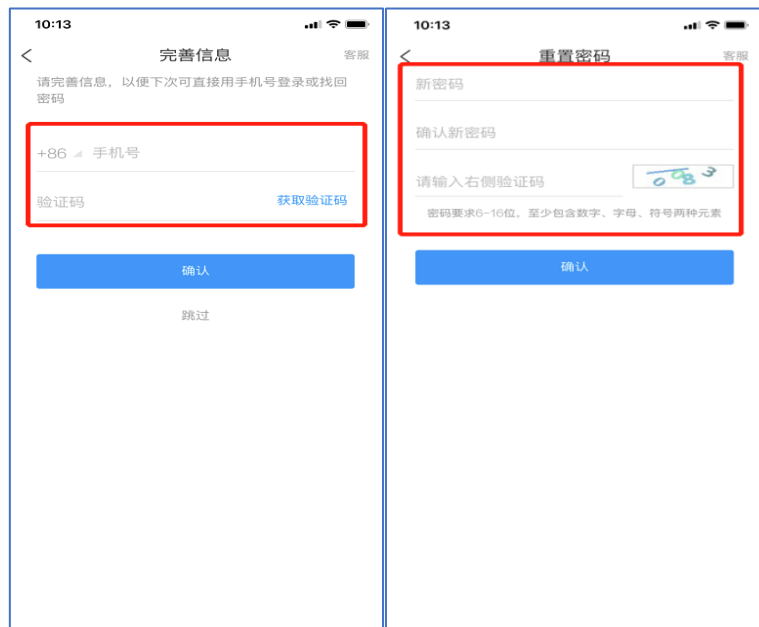 10:13
完善信息
客服
请完善信息，以便下次可直接用手机号登录或找回
密码
+86 手机号
验证码 获取验证码
确认
跳过
10:13
重置密码
客服
新密码
确认新密码
请输入右侧验证码 0083
密码要求6-16位，至少包含数字、字母、符号两种元素
确认